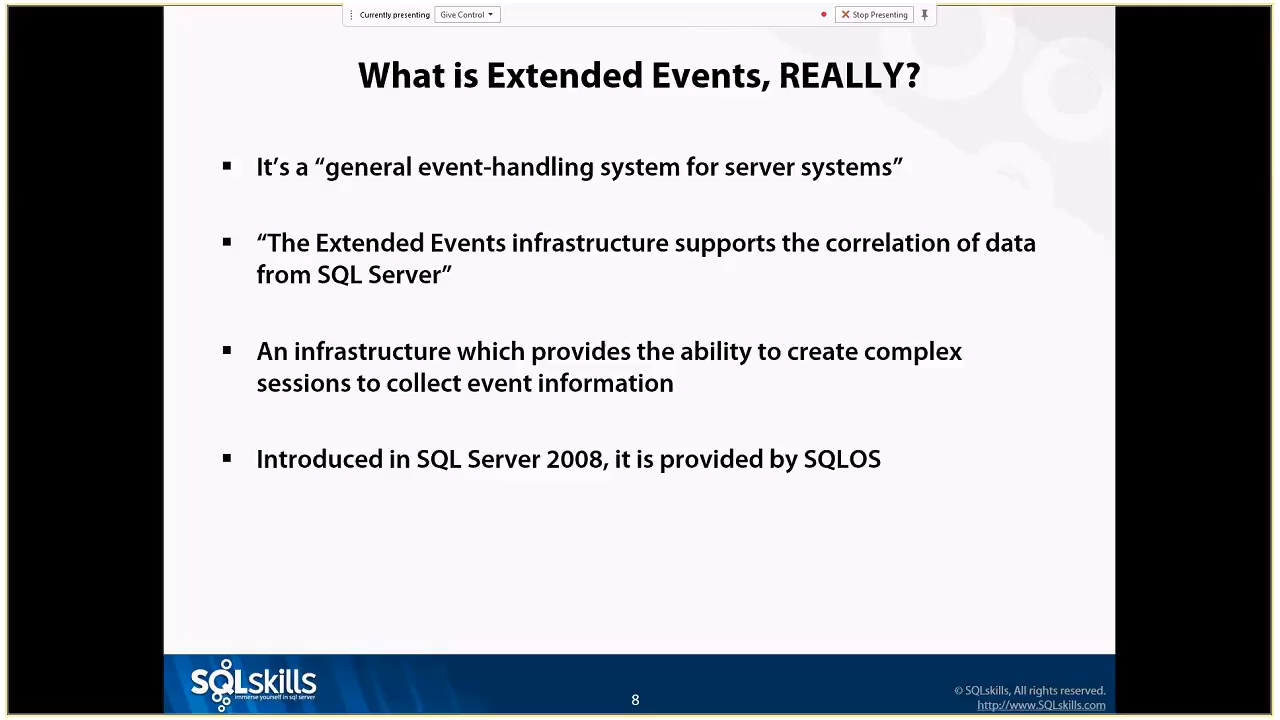 Currently presenting
Give Control
Stop Presenting
What is Extended Events, REALLY?
It’s a “general event-handling system for server systems”
“The Extended Events infrastructure supports the correlation of data
from SQL Server”
An infrastructure which provides the ability to create complex
sessions to collect event information
Introduced in SQL Server 2008, it is provided by SQLOS
SQLskills
immerse yourself in sql server
8
© SQLskills, All rights reserved.
http://www.SQLskills.com